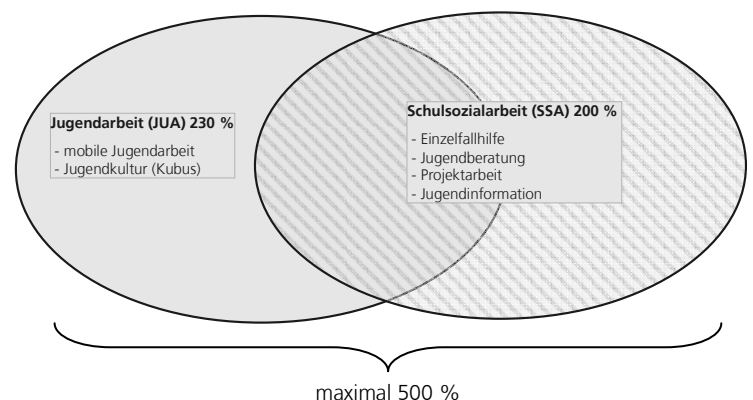 Jugendarbeit (JUA) 230 %
- mobile Jugendarbeit
- Jugendkultur (Kubus)
Schulsozialarbeit (SSA) 200 %
- Einzelfallhilfe
- Jugendberatung
- Projektarbeit
- Jugendinformation
maximal 500 %